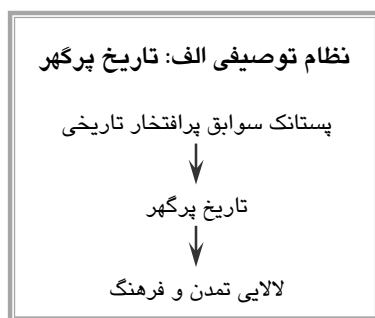 نظام توصیفی الف: تاریخ پرگهر
پستانک سوابق پرافتخار تاریخی
تاریخ پرگهر
لالایی تمدن و فرهنگ